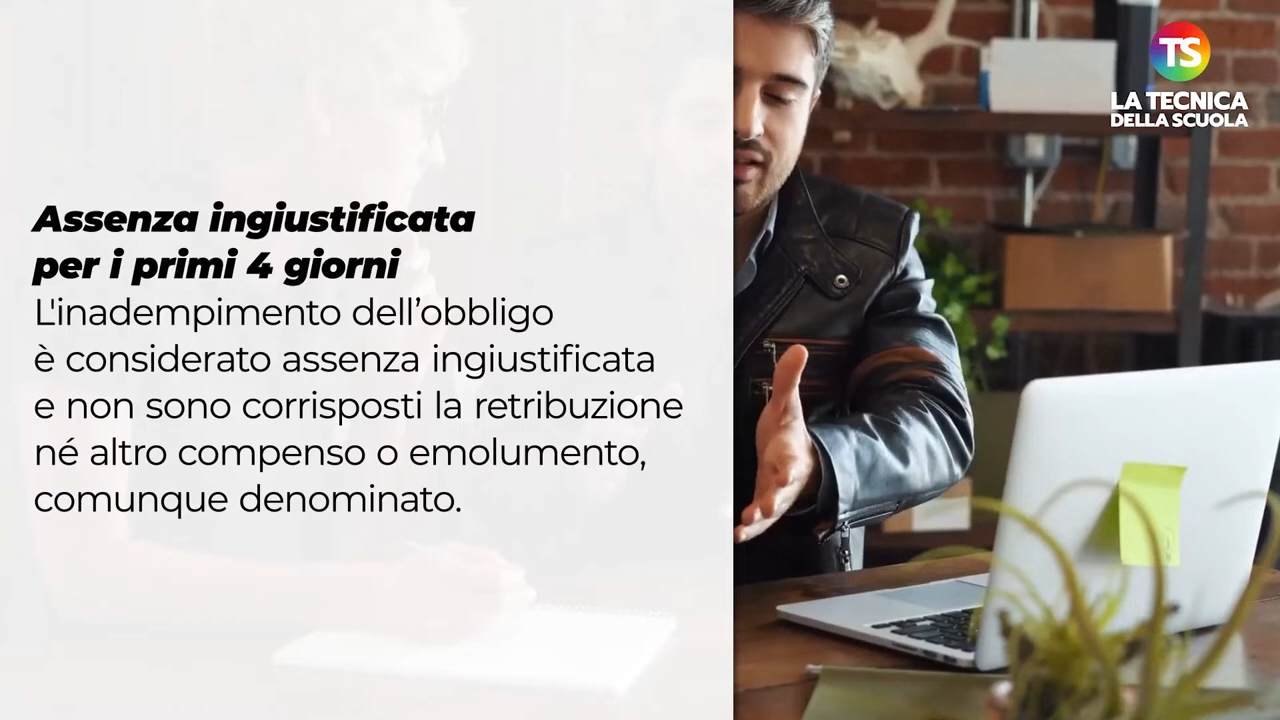 TS
LA TECNICA
DELLA SCUOLA
Assenza ingiustificata
per i primi 4 giorni
L'inadempimento dell’obbligo
è considerato assenza ingiustificata
e non sono corrisposti la retribuzione
né altro compenso o emolumento,
comunque denominato.